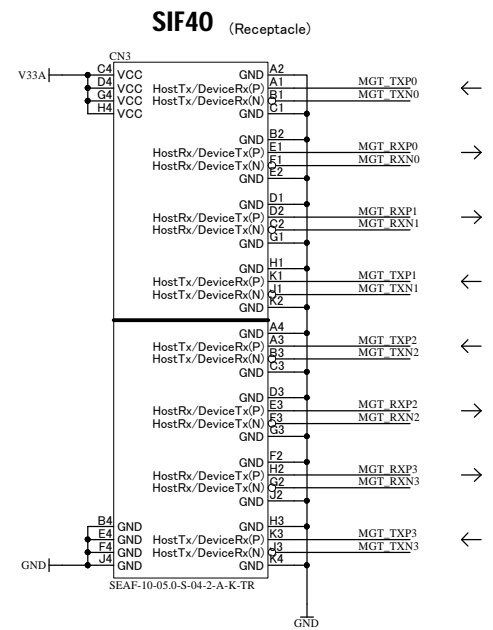 SIF40 (Receptacle)
CN3
V33A
C4 VCC GND A2
D4 VCC HostTx/DeviceRx(P) A1 MGT_TXP0
G4 VCC HostTx/DeviceRx(N) B1 MGT_TXN0
H4 VCC GND C1
GND B2
HostRx/DeviceTx(P) E1 MGT_RXP0
HostRx/DeviceTx(N) F1 MGT_RXN0
GND E2
GND D1
HostRx/DeviceTx(P) D2 MGT_RXP1
HostRx/DeviceTx(N) C2 MGT_RXN1
GND G1
GND H1
HostTx/DeviceRx(P) K1 MGT_TXP1
HostTx/DeviceRx(N) J1 MGT_TXN1
GND K2
GND A4
HostTx/DeviceRx(P) A3 MGT_TXP2
HostTx/DeviceRx(N) B3 MGT_TXN2
GND C3
GND D3
HostRx/DeviceTx(P) E3 MGT_RXP2
HostRx/DeviceTx(N) F3 MGT_RXN2
GND G3
GND F2
HostRx/DeviceTx(P) H2 MGT_RXP3
HostRx/DeviceTx(N) G2 MGT_RXN3
GND J2
B4 GND GND H3
E4 GND HostTx/DeviceRx(P) K3 MGT_TXP3
F4 GND HostTx/DeviceRx(N) J3 MGT_TXN3
GND J4 GND GND K4
SEAF-10-05.0-S-04-2-A-K-TR
GND